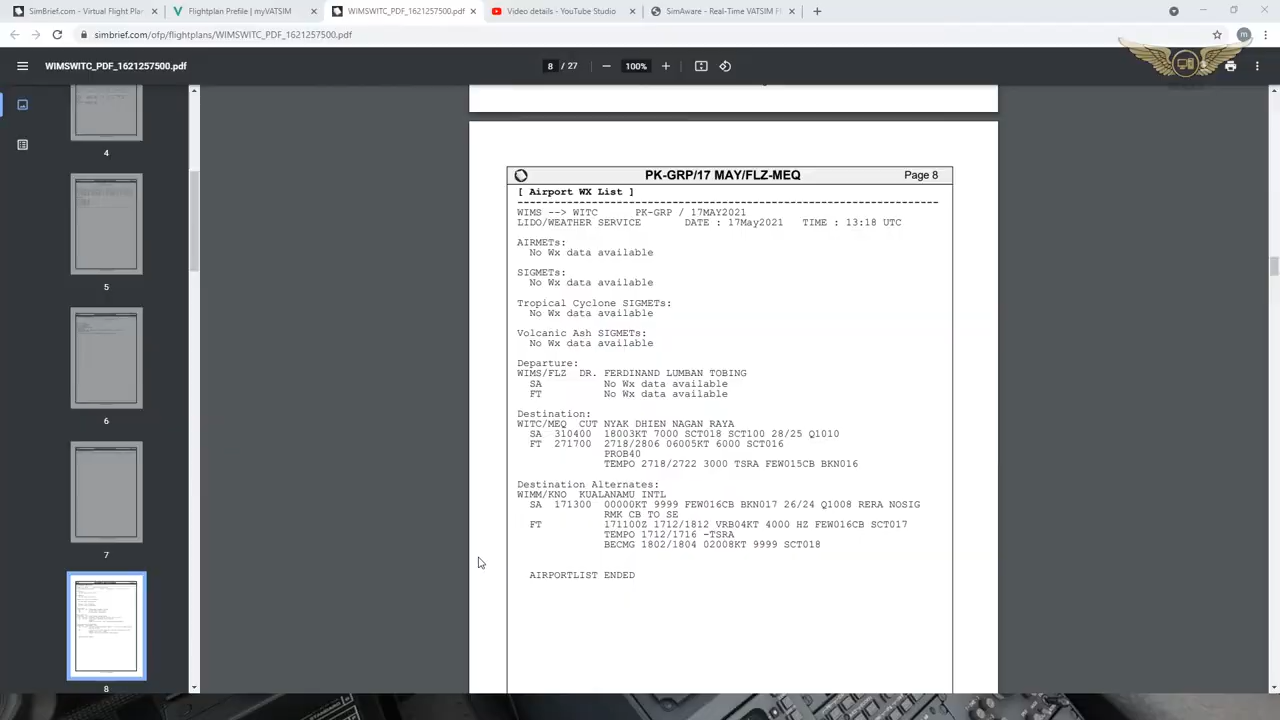 SimBrief.com - Virtual Flight Plan
Flightplan Prefile | myVATSIM
WIMSWITC_PDF_1621257500.pdf
Video details - YouTube Studio
SimAware - Real-Time VATSIM Fl
simbrief.com/ofp/flightplans/WIMSWITC_PDF_1621257500.pdf
m
WIMSWITC_PDF_1621257500.pdf
8 / 27
100%
4
5
6
7
8
PK-GRP/17 MAY/FLZ-MEQ Page 8
[ Airport WX List ]
WIMS --> WITC PK-GRP / 17MAY2021
LIDO/WEATHER SERVICE DATE : 17May2021 TIME : 13:18 UTC
AIRMETs:
No Wx data available
SIGMETs:
No Wx data available
Tropical Cyclone SIGMETs:
No Wx data available
Volcanic Ash SIGMETs:
No Wx data available
Departure:
WIMS/FLZ DR. FERDINAND LUMBAN TOBING
SA No Wx data available
FT No Wx data available
Destination:
WITC/MEQ CUT NYAK DHIEN NAGAN RAYA
SA 310400 18003KT 7000 SCT018 SCT100 28/25 Q1010
FT 271700 2718/2806 06005KT 6000 SCT016
PROB40
TEMPO 2718/2722 3000 TSRA FEW015CB BKN016
Destination Alternates:
WIMM/KNO KUALANAMU INTL
SA 171300 00000KT 9999 FEW016CB BKN017 26/24 Q1008 RERA NOSIG
RMK CB TO SE
FT 171100Z 1712/1812 VRB04KT 4000 HZ FEW016CB SCT017
TEMPO 1712/1716 -TSRA
BECMG 1802/1804 02008KT 9999 SCT018
AIRPORTLIST ENDED